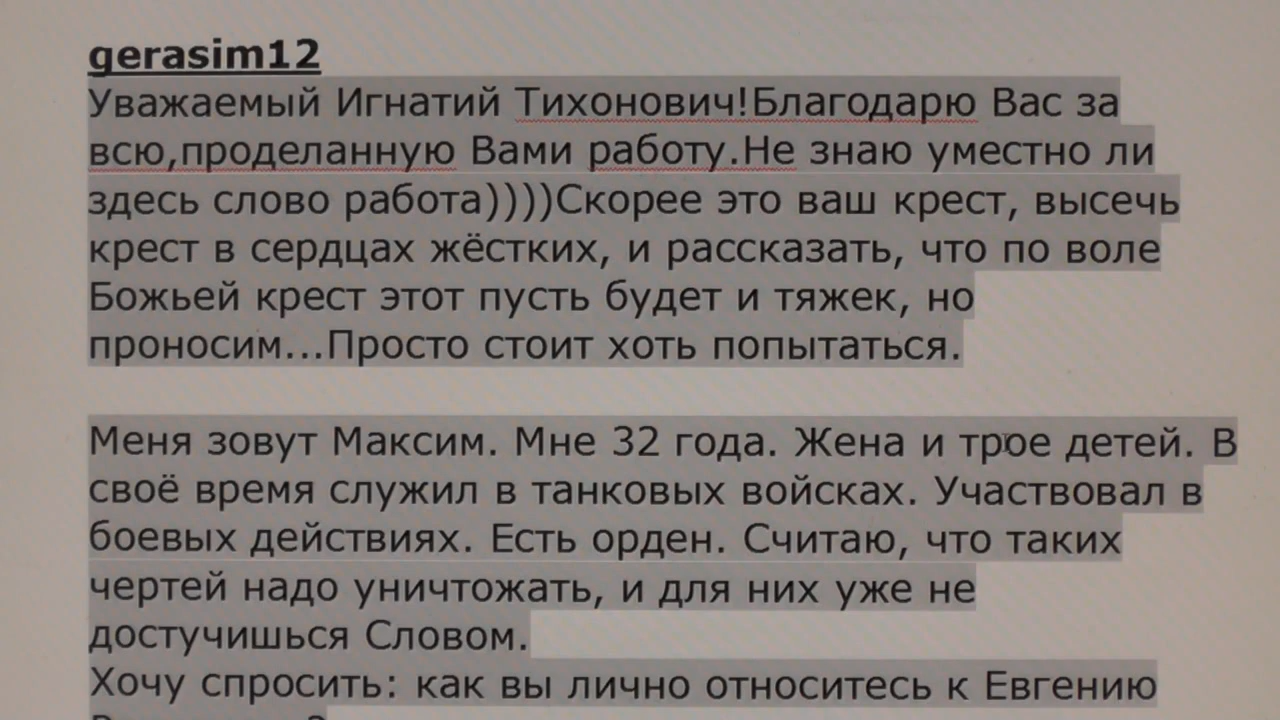 gerasim12
Уважаемый Игнатий Тихонович!Благодарю Вас за
всю,проделанную Вами работу.Не знаю уместно ли
здесь слово работа))))Скорее это ваш крест, высечь
крест в сердцах жёстких, и рассказать, что по воле
Божьей крест этот пусть будет и тяжек, но
проносим...Просто стоит хоть попытаться.
Меня зовут Максим. Мне 32 года. Жена и трое детей. В
своё время служил в танковых войсках. Участвовал в
боевых действиях. Есть орден. Считаю, что таких
чертей надо уничтожать, и для них уже не
достучишься Словом.
Хочу спросить: как вы лично относитесь к Евгению